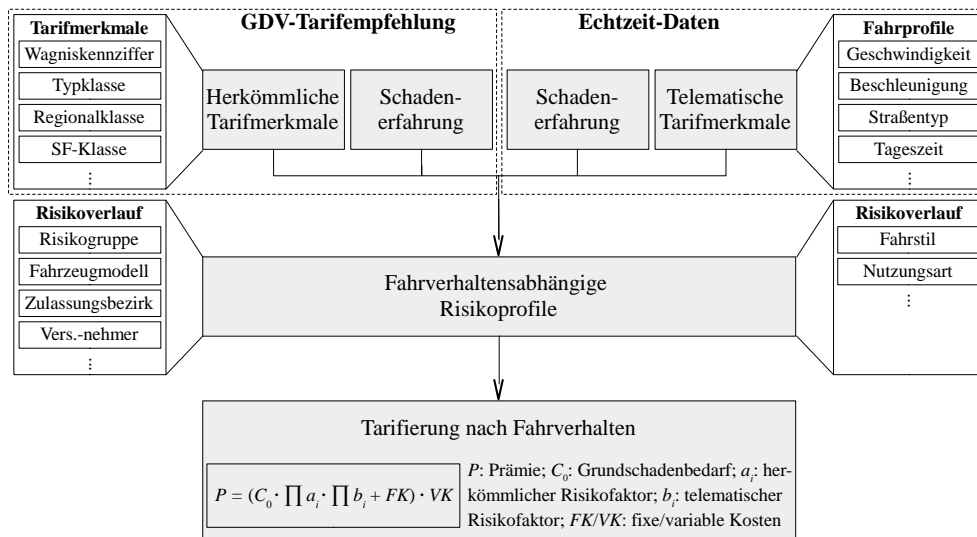 GDV-Tarifempfehlung
Echtzeit-Daten
Tarifmerkmale
Wagniskennziffer
Typklasse
Regionalklasse
SF-Klasse
⋮
Herkömmliche
Tarifmerkmale
Schaden-
erfahrung
Schaden-
erfahrung
Telematische
Tarifmerkmale
Fahrprofile
Geschwindigkeit
Beschleunigung
Straßentyp
Tageszeit
⋮
Risikoverlauf
Risikogruppe
Fahrzeugmodell
Zulassungsbezirk
Vers.-nehmer
⋮
Fahrverhaltensabhängige
Risikoprofile
Risikoverlauf
Fahrstil
Nutzungsart
⋮
Tarifierung nach Fahrverhalten
P = (C₀ · ∏ aᵢ · ∏ bᵢ + FK) · VK
P: Prämie; C₀: Grundschadenbedarf; aᵢ: her-
kömmlicher Risikofaktor; bᵢ: telematischer
Risikofaktor; FK/VK: fixe/variable Kosten